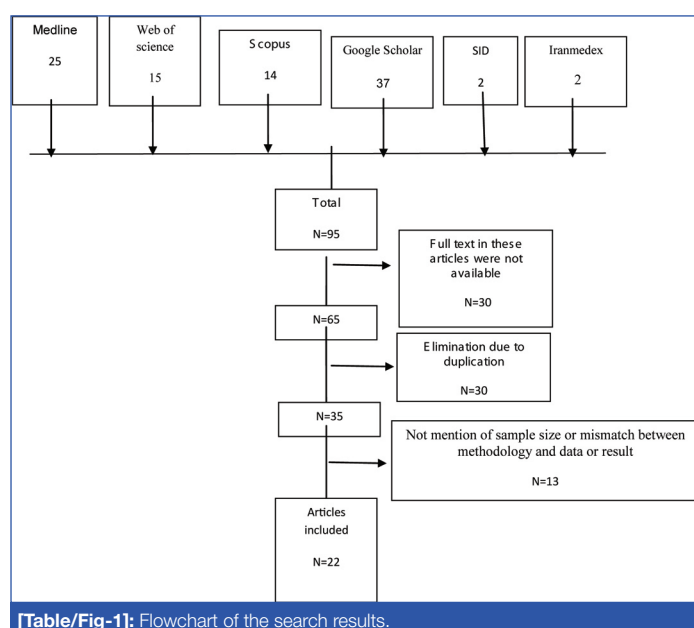 Medline
25
Web of
science
15
Scopus
14
Google Scholar
37
SID
2
Iranmedex
2
Total
N=95
Full text in these
articles were not
available
N=30
N=65
Elimination due to
duplication
N=30
N=35
Not mention of sample size or mismatch between
methodology and data or result
N=13
Articles
included
N=22
[Table/Fig-1]: Flowchart of the search results.